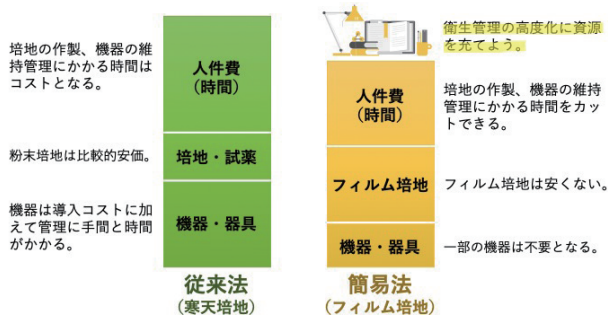 培地の作製、機器の維
持管理にかかる時間は
コストとなる。
粉末培地は比較的安価。
機器は導入コストに加
えて管理に手間と時間
がかかる。
人件費
(時間)
培地・試薬
機器・器具
従来法
(寒天培地)
衛生管理の高度化に資源
を充てよう。
人件費
(時間)
フィルム培地
機器・器具
簡易法
(フィルム培地)
培地の作製、機器の維持
管理にかかる時間をカッ
トできる。
フィルム培地は安くない。
一部の機器は不要となる。